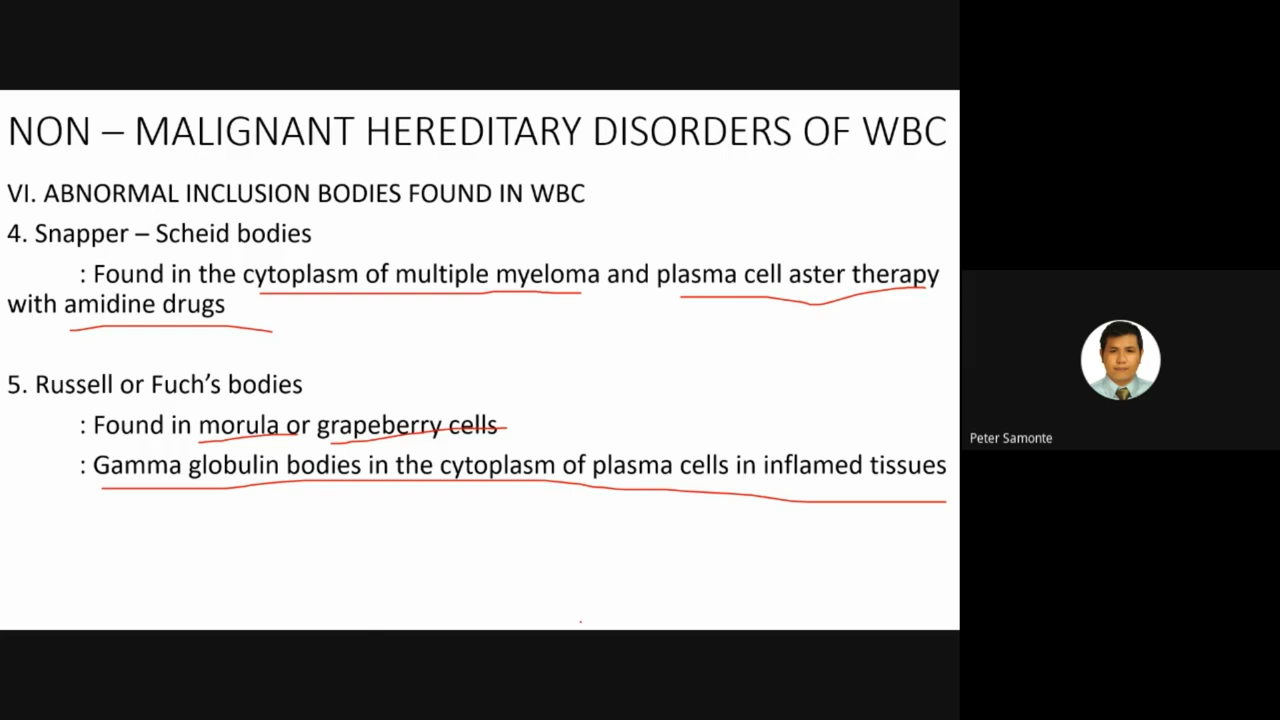 NON – MALIGNANT HEREDITARY DISORDERS OF WBC
VI. ABNORMAL INCLUSION BODIES FOUND IN WBC
4. Snapper – Scheid bodies
: Found in the cytoplasm of multiple myeloma and plasma cell aster therapy
with amidine drugs
5. Russell or Fuch’s bodies
: Found in morula or grapeberry cells
: Gamma globulin bodies in the cytoplasm of plasma cells in inflamed tissues
Peter Samonte